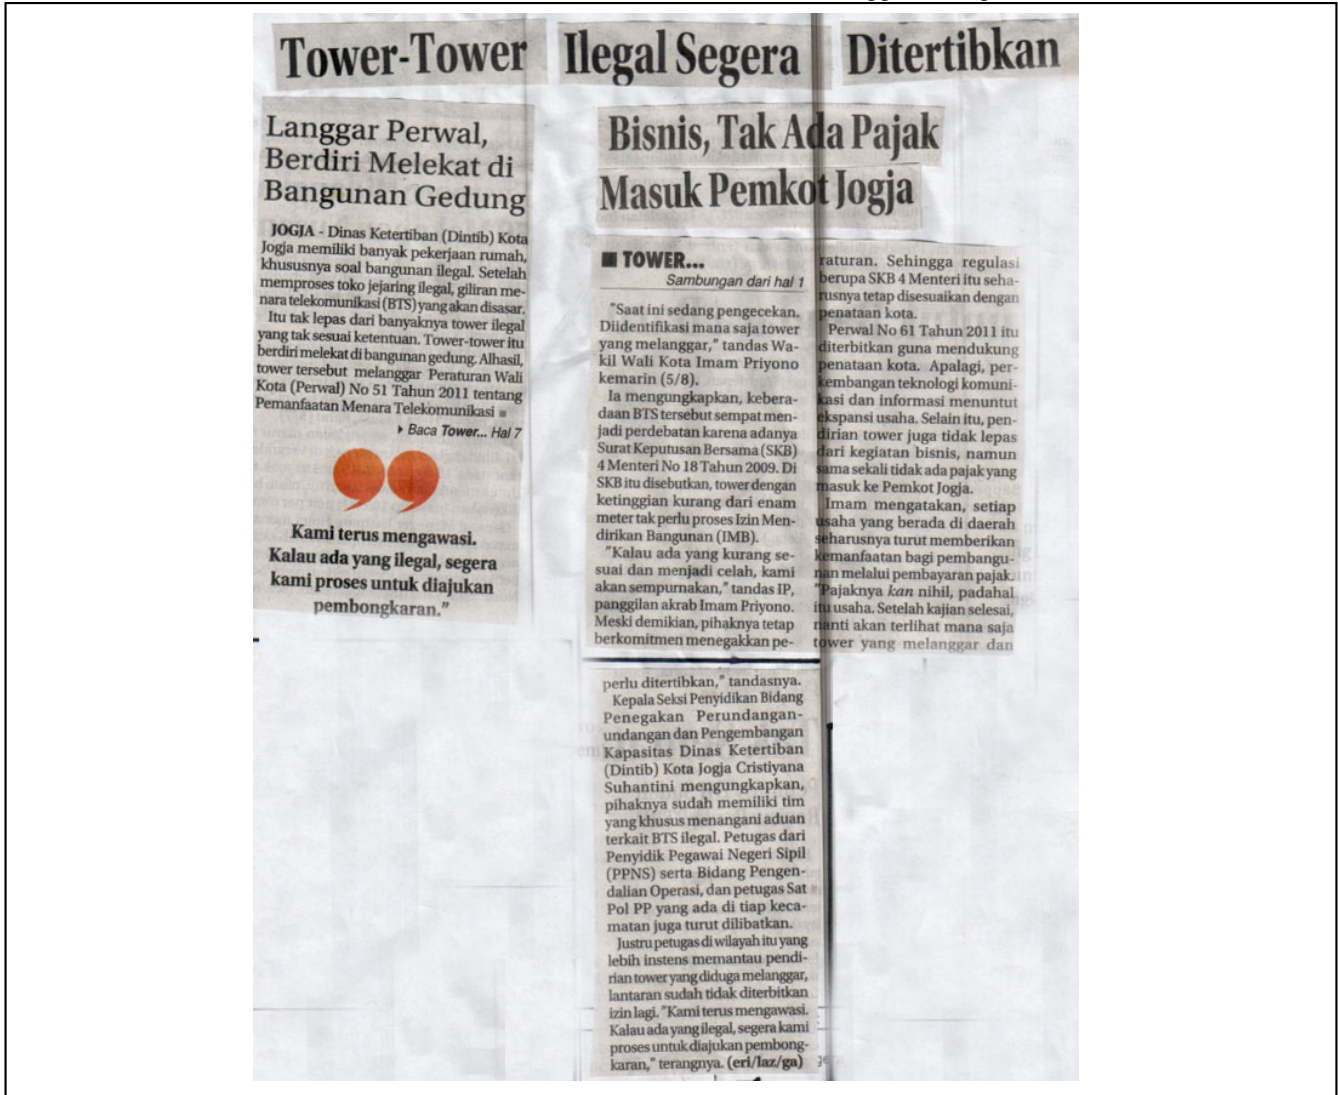 Tower-Tower Ilegal Segera Ditertibkan
Langgar Perwal,
Berdiri Melekat di
Bangunan Gedung
JOGJA - Dinas Ketertiban (Dintib) Kota
Jogja memiliki banyak pekerjaan rumah,
khususnya soal bangunan ilegal. Setelah
memproses toko jejaring ilegal, giliran me-
nara telekomunikasi (BTS) yang akan disasar.
Itu tak lepas dari banyaknya tower ilegal
yang tak sesuai ketentuan. Tower-tower itu
berdiri melekat di bangunan gedung. Alhasil,
tower tersebut melanggar Peraturan Wali
Kota (Perwal) No 51 Tahun 2011 tentang
Pemanfaatan Menara Telekomunikasi
Baca Tower... Hal 7
Kami terus mengawasi.
Kalau ada yang ilegal, segera
kami proses untuk diajukan
pembongkaran.”
Bisnis, Tak Ada Pajak
Masuk Pemkot Jogja
■ TOWER...
Sambungan dari hal 1
"Saat ini sedang pengecekan.
Diidentifikasi mana saja tower
yang melanggar," tandas Wa-
kil Wali Kota Imam Priyono
kemarin (5/8).
Ia mengungkapkan, kebera-
daan BTS tersebut sempat men-
jadi perdebatan karena adanya
Surat Keputusan Bersama (SKB)
4 Menteri No 18 Tahun 2009. Di
SKB itu disebutkan, tower dengan
ketinggian kurang dari enam
meter tak perlu proses Izin Men-
dirikan Bangunan (IMB).
"Kalau ada yang kurang se-
suai dan menjadi celah, kami
akan sempurnakan," tandas IP,
panggilan akrab Imam Priyono.
Meski demikian, pihaknya tetap
berkomitmen menegakkan pe-
raturan. Sehingga regulasi
berupa SKB 4 Menteri itu seha-
rusnya tetap disesuaikan dengan
penataan kota.
Perwal No 61 Tahun 2011 itu
diterbitkan guna mendukung
penataan kota. Apalagi, per-
kembangan teknologi komuni-
kasi dan informasi menuntut
ekspansi usaha. Selain itu, pen-
dirian tower juga tidak lepas
dari kegiatan bisnis, namun
sama sekali tidak ada pajak yang
masuk ke Pemkot Jogja.
Imam mengatakan, setiap
usaha yang berada di daerah
seharusnya turut memberikan
kemanfaatan bagi pembangu-
nan melalui pembayaran pajak.
"Pajaknya kan nihil, padahal
itu usaha. Setelah kajian selesai,
nanti akan terlihat mana saja
tower yang melanggar dan
perlu ditertibkan," tandasnya.
Kepala Seksi Penyidikan Bidang
Penegakan Perundangan-
undangan dan Pengembangan
Kapasitas Dinas Ketertiban
(Dintib) Kota Jogja Cristiyana
Suhantini mengungkapkan,
pihaknya sudah memiliki tim
yang khusus menangani aduan
terkait BTS ilegal. Petugas dari
Penyidik Pegawai Negeri Sipil
(PPNS) serta Bidang Pengen-
dalian Operasi, dan petugas Sat
Pol PP yang ada di tiap keca-
matan juga turut dilibatkan.
Justru petugas di wilayah itu yang
lebih instens memantau pendi-
rian tower yang diduga melanggar,
lantaran sudah tidak diterbitkan
izin lagi. "Kami terus mengawasi.
Kalau ada yang ilegal, segera kami
proses untuk diajukan pembong-
karan," terangnya. (eri/laz/ga)